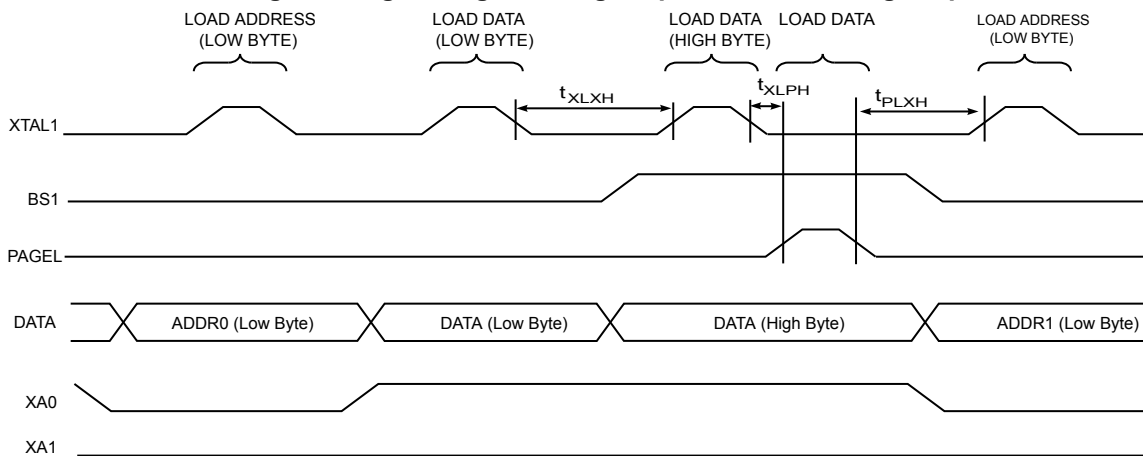 LOAD ADDRESS
(LOW BYTE)
LOAD DATA
(LOW BYTE)
LOAD DATA
(HIGH BYTE)
LOAD DATA
LOAD ADDRESS
(LOW BYTE)
tXLXH
tXLPH
tPLXH
XTAL1
BS1
PAGEL
DATA
ADDR0 (Low Byte)
DATA (Low Byte)
DATA (High Byte)
ADDR1 (Low Byte)
XA0
XA1